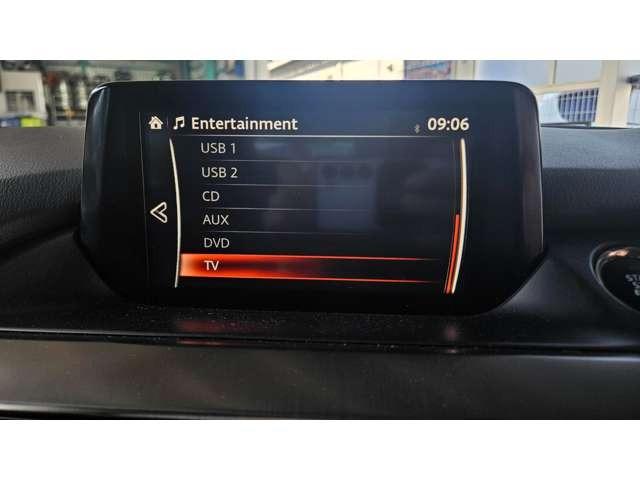 Entertainment 09:06
USB 1
USB 2
CD
AUX
DVD
TV